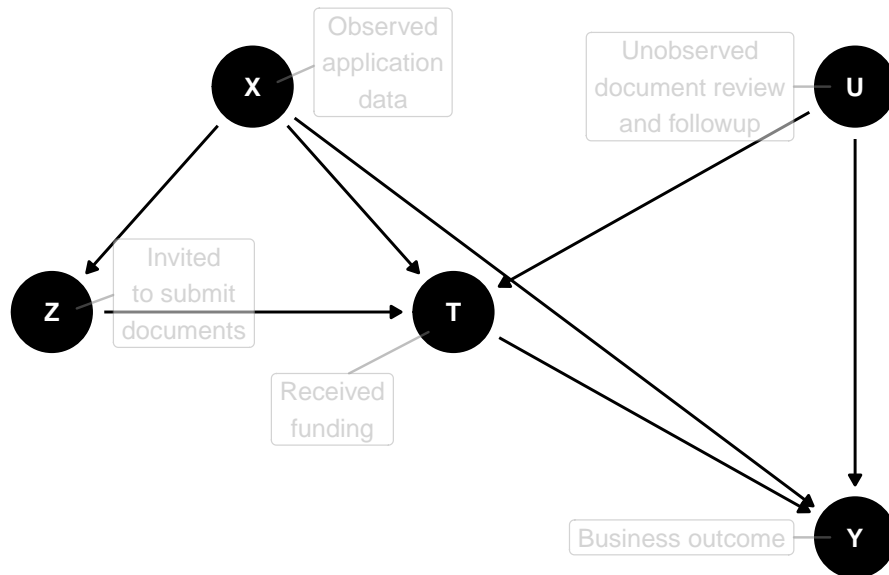 X
Observed
application
data
Unobserved
document review
and followup
U
Z
Invited
to submit
documents
T
Received
funding
Business outcome
Y